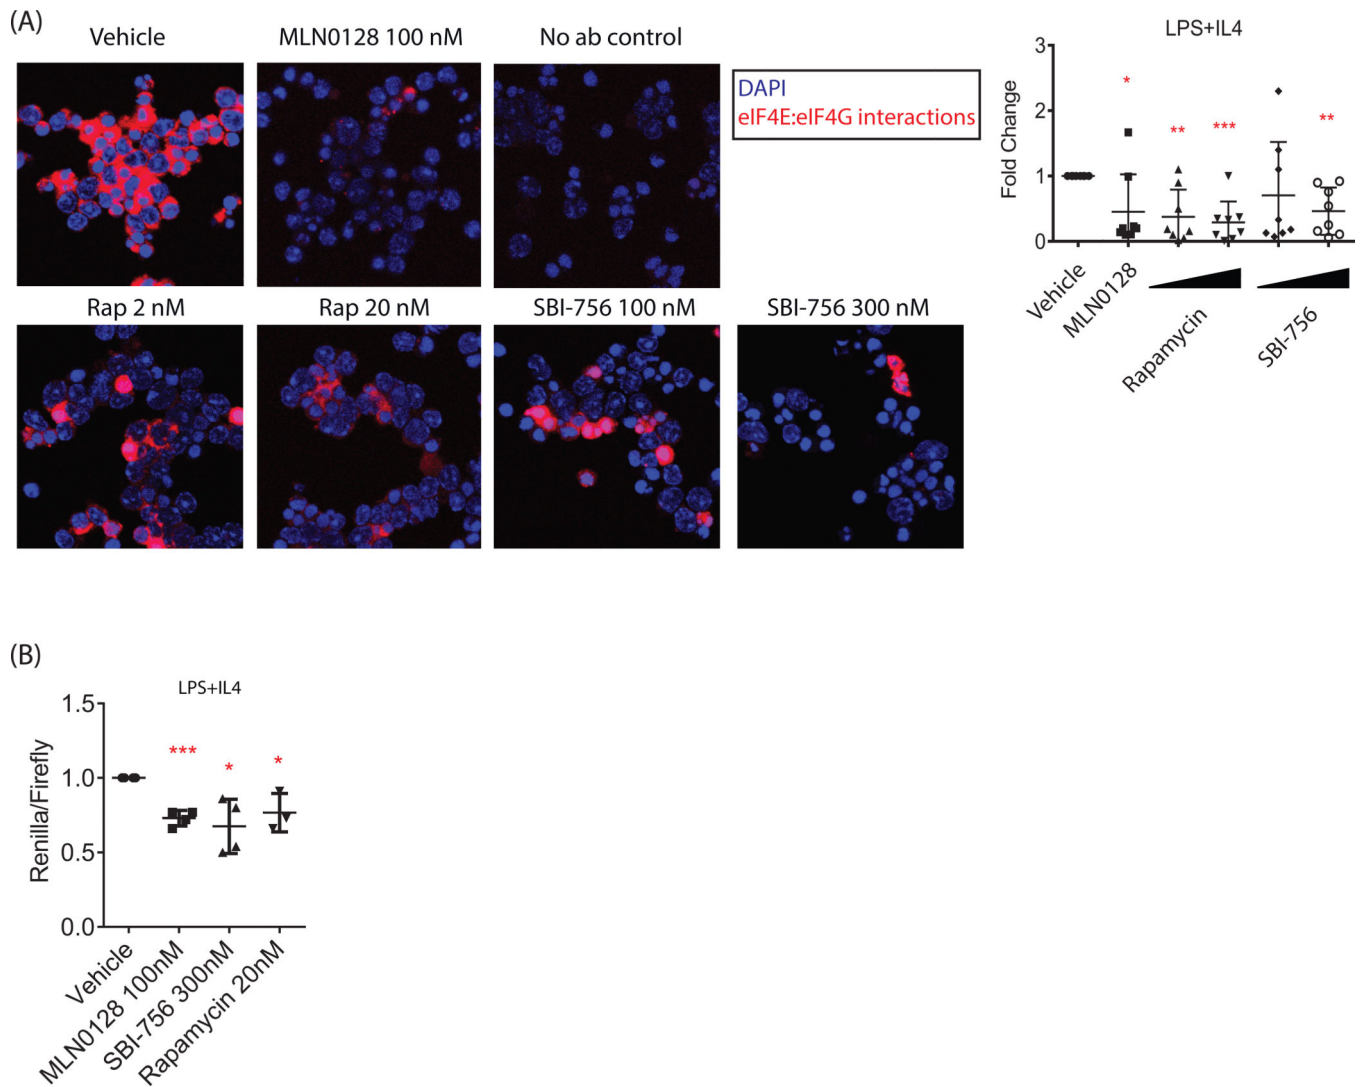 (A)
Vehicle
MLN0128 100 nM
No ab control
DAPI
eIF4E:eIF4G interactions
Rap 2 nM
Rap 20 nM
SBI-756 100 nM
SBI-756 300 nM
LPS+IL4
Fold Change
3
2
1
0
* ** *** **
Vehicle
MLN0128
Rapamycin
SBI-756
(B)
LPS+IL4
Renilla/Firefly
1.5
1.0
0.5
0.0
*** * *
Vehicle
MLN0128 100nM
SBI-756 300nM
Rapamycin 20nM